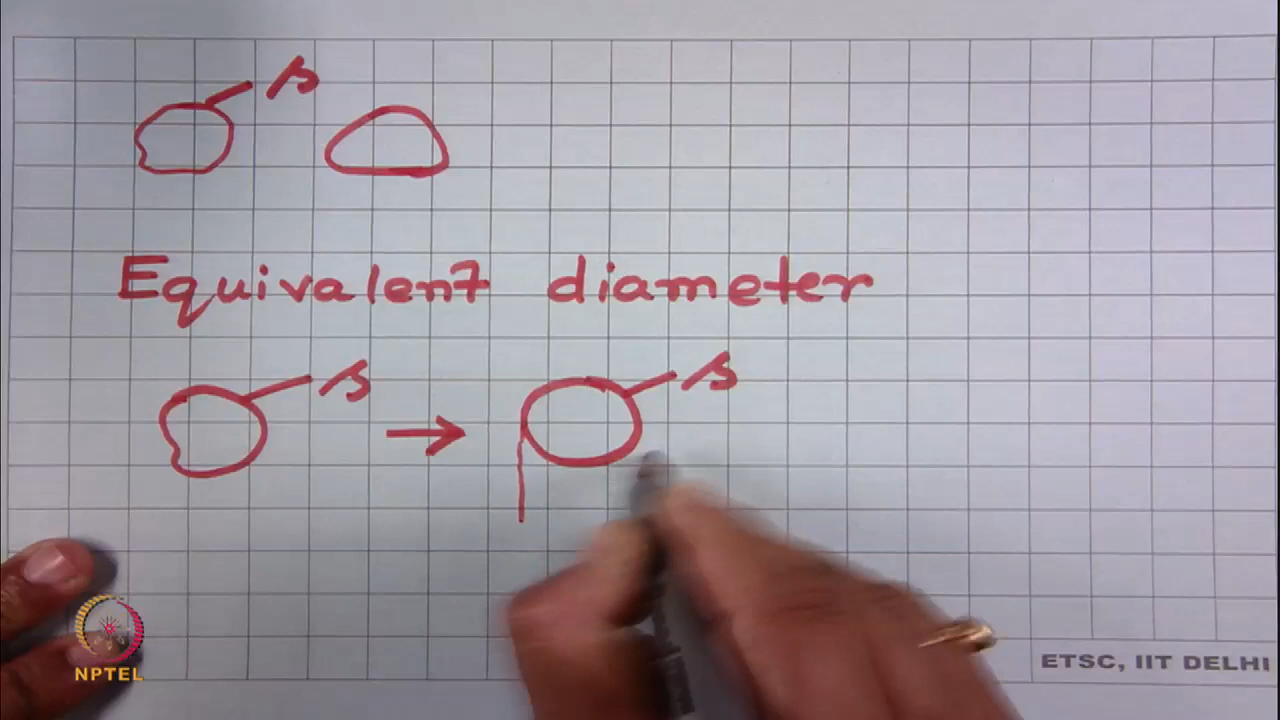 s
Equivalent diameter
s → s
NPTEL
ETSC, IIT DELHI